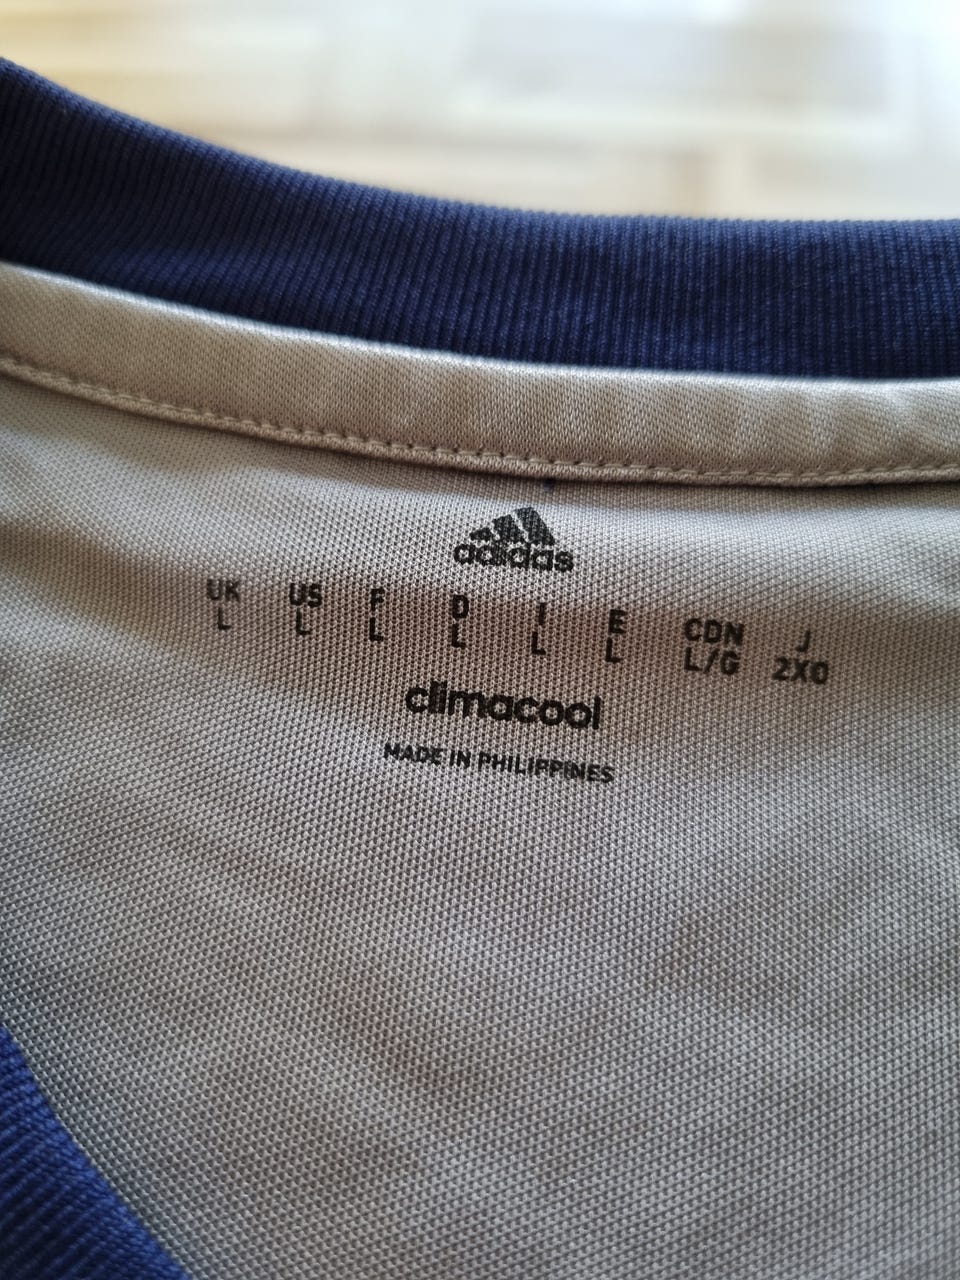 adidas
UK US F D I E CDN J
L L L L L L L/G 2XO
climacool
MADE IN PHILIPPINES